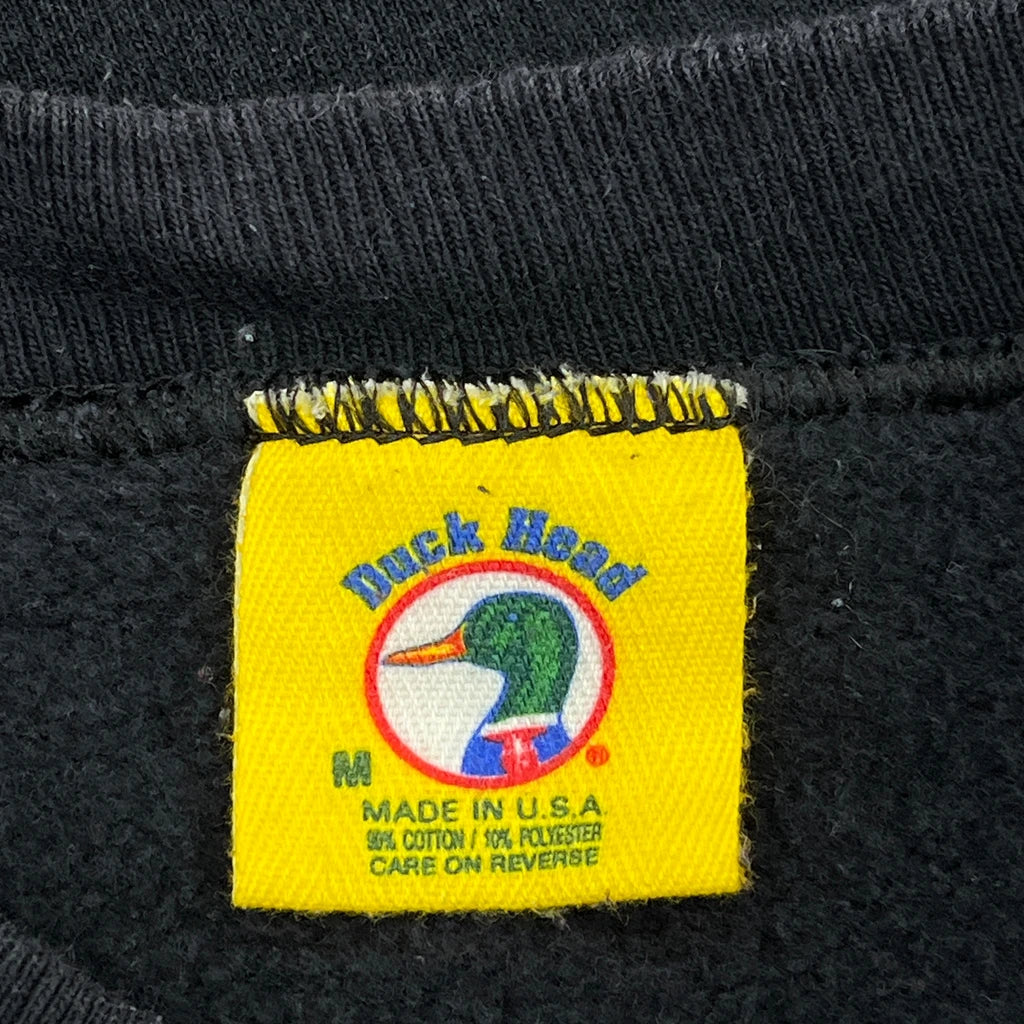 Duck Head
M
MADE IN U.S.A.
90% COTTON / 10% POLYESTER
CARE ON REVERSE